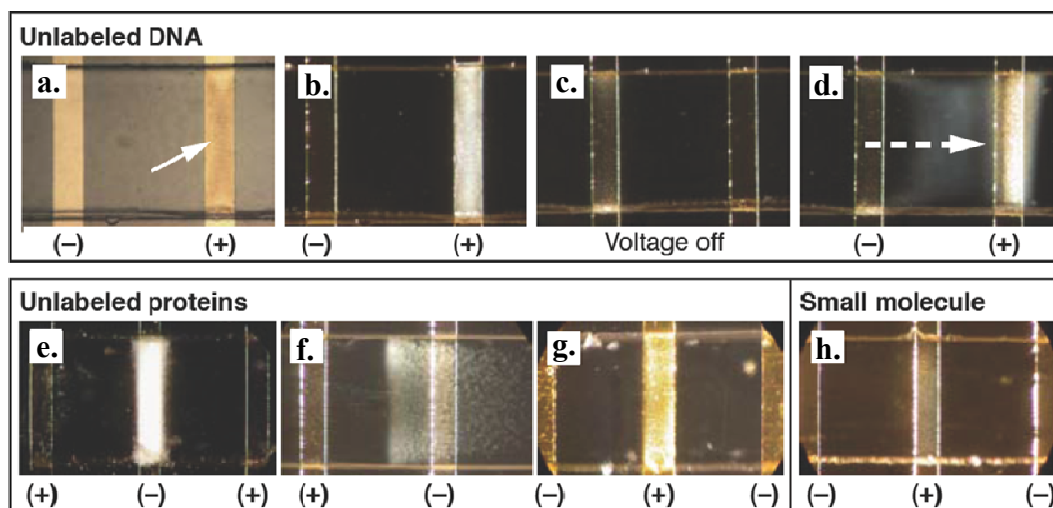 Unlabeled DNA
a. b. c. d.
(–) (+) (–) (+) Voltage off (–) (+)
Unlabeled proteins Small molecule
e. f. g. h.
(+) (–) (+) (+) (–) (–) (+) (–) (–) (+) (–)